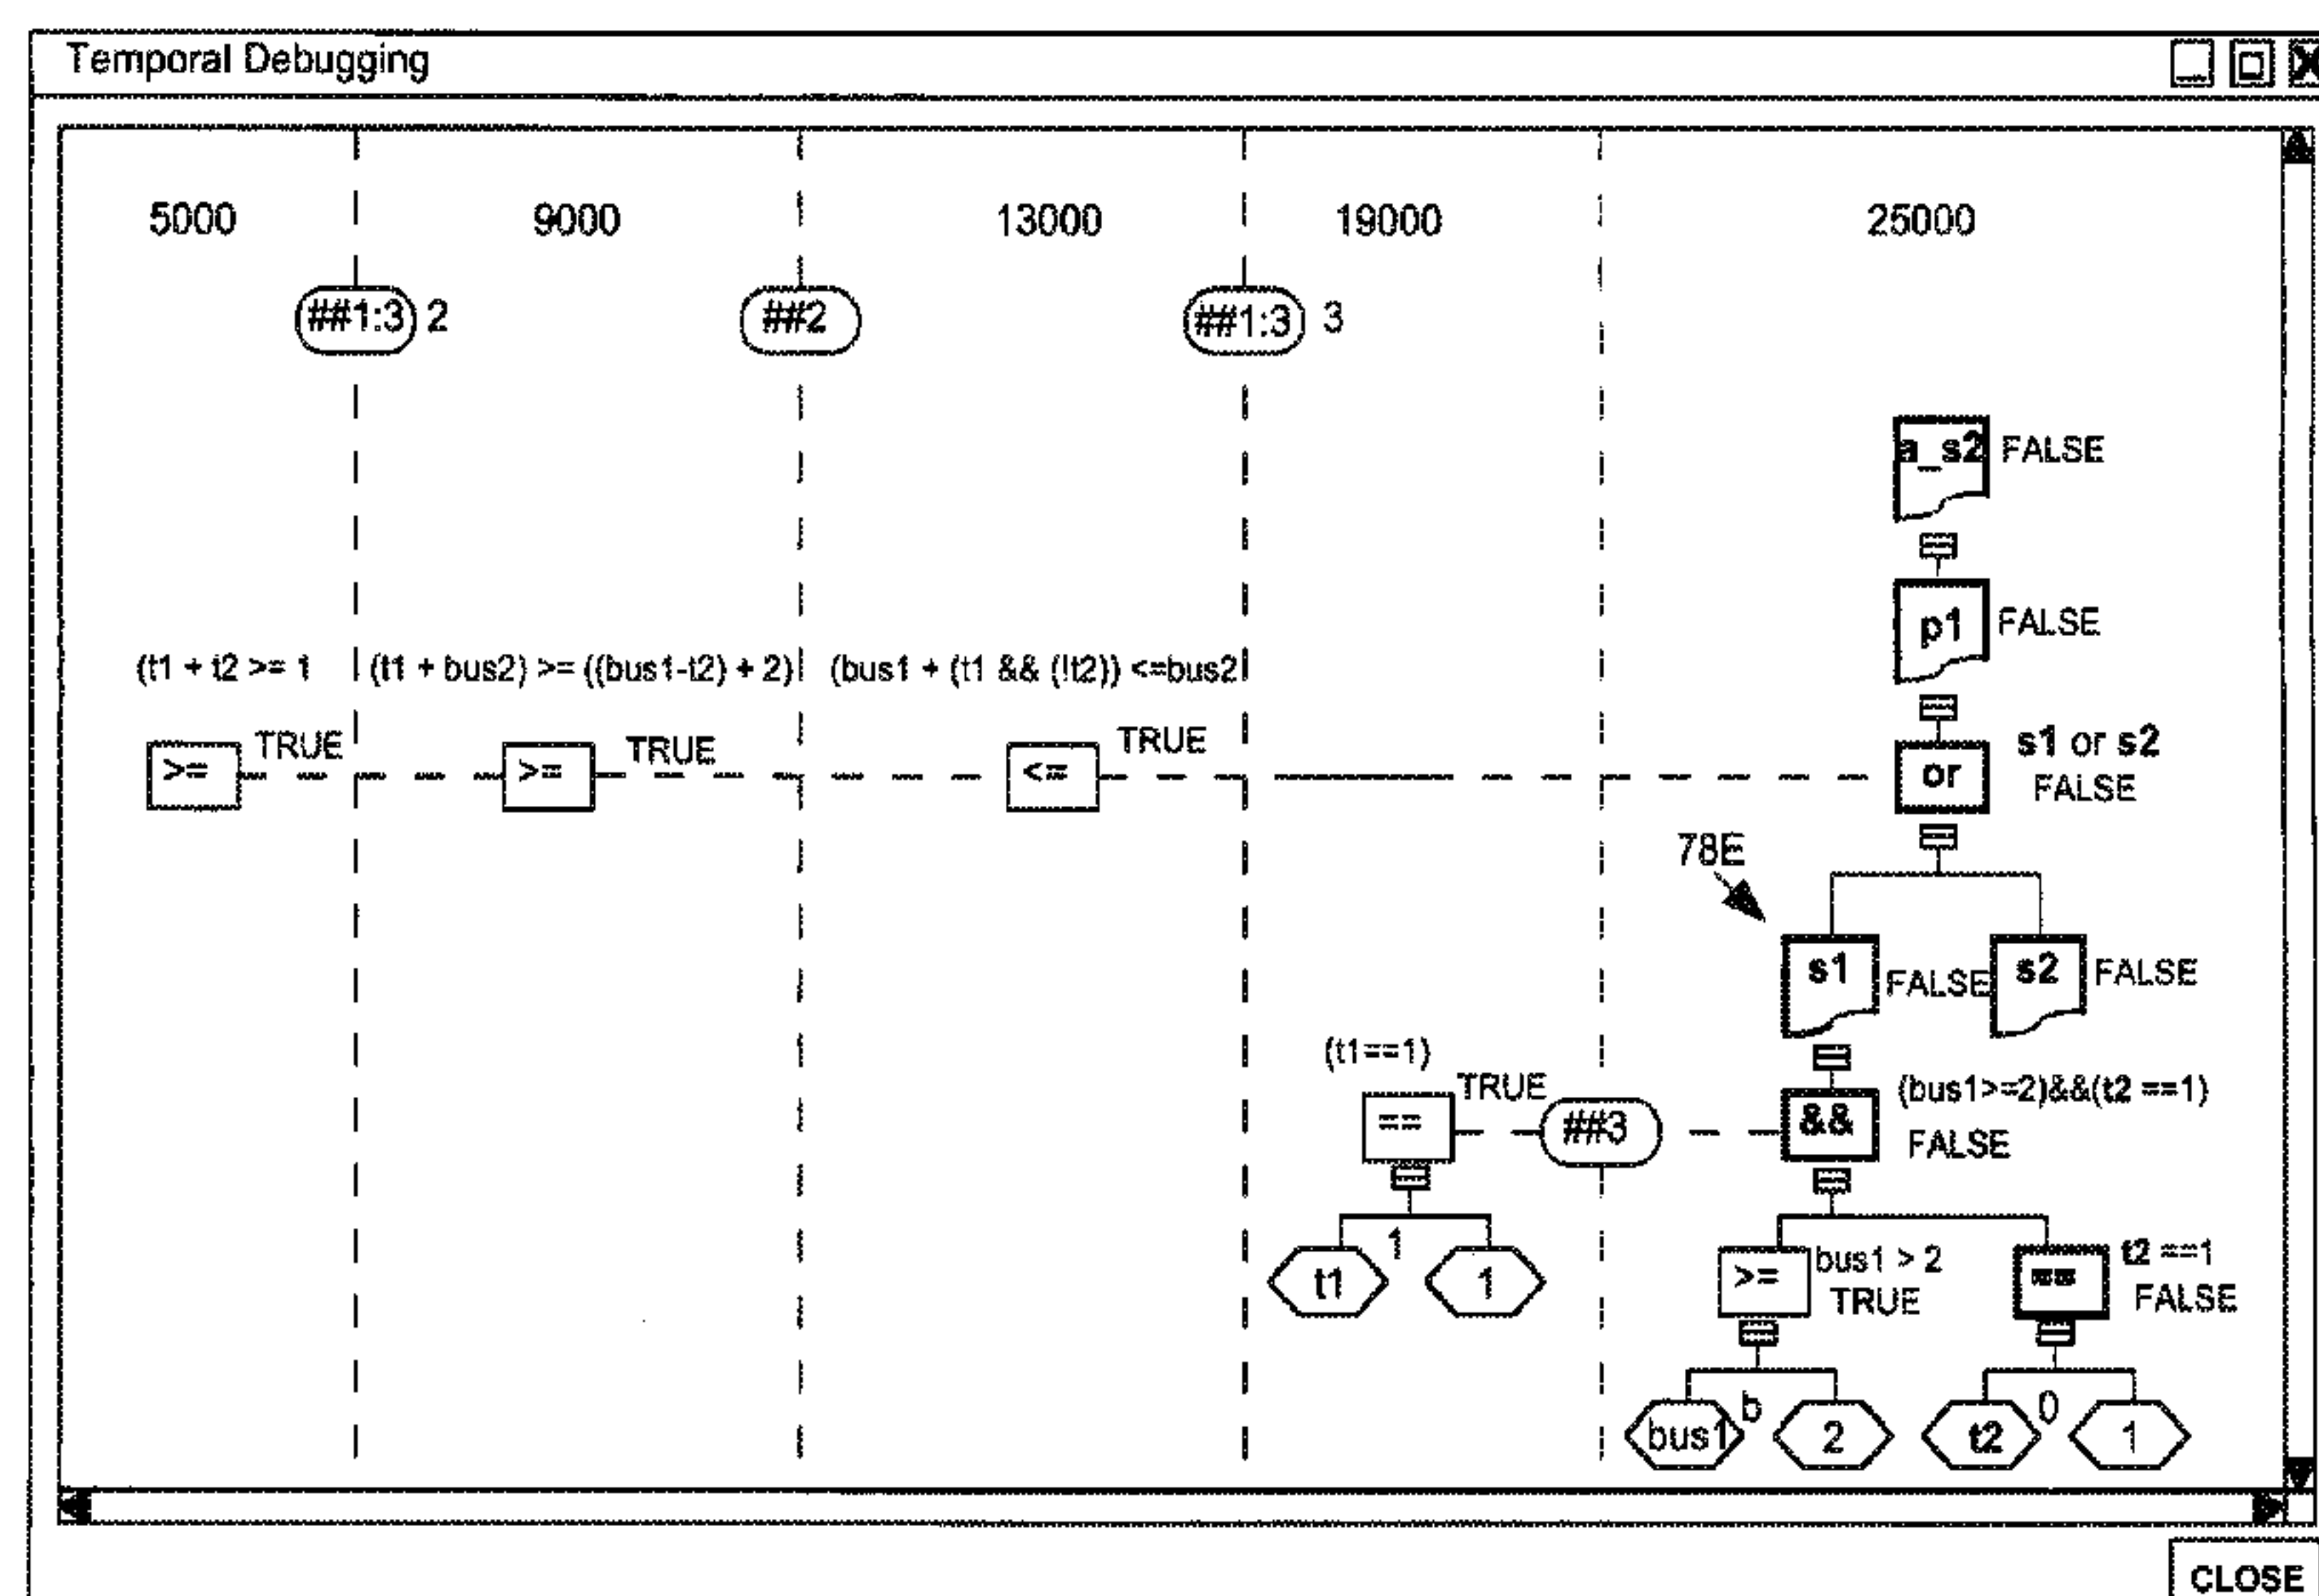 Temporal Debugging
5000 9000 13000 19000 25000
##1:3 2 ##2 ##1:3 3
a_s2 FALSE
p1 FALSE
(t1 + t2 >= 1 (t1 + bus2) >= ((bus1-t2) + 2) (bus1 + (t1 && (!t2)) <=bus2
>= TRUE >= TRUE <= TRUE or s1 or s2
FALSE
78E
s1 FALSE s2 FALSE
(t1==1)
== TRUE ##3 && (bus1>=2)&&(t2 ==1)
FALSE
t1 1 1 >= bus1 > 2 == t2 ==1
TRUE FALSE
bus1 b 2 t2 0 1
CLOSE